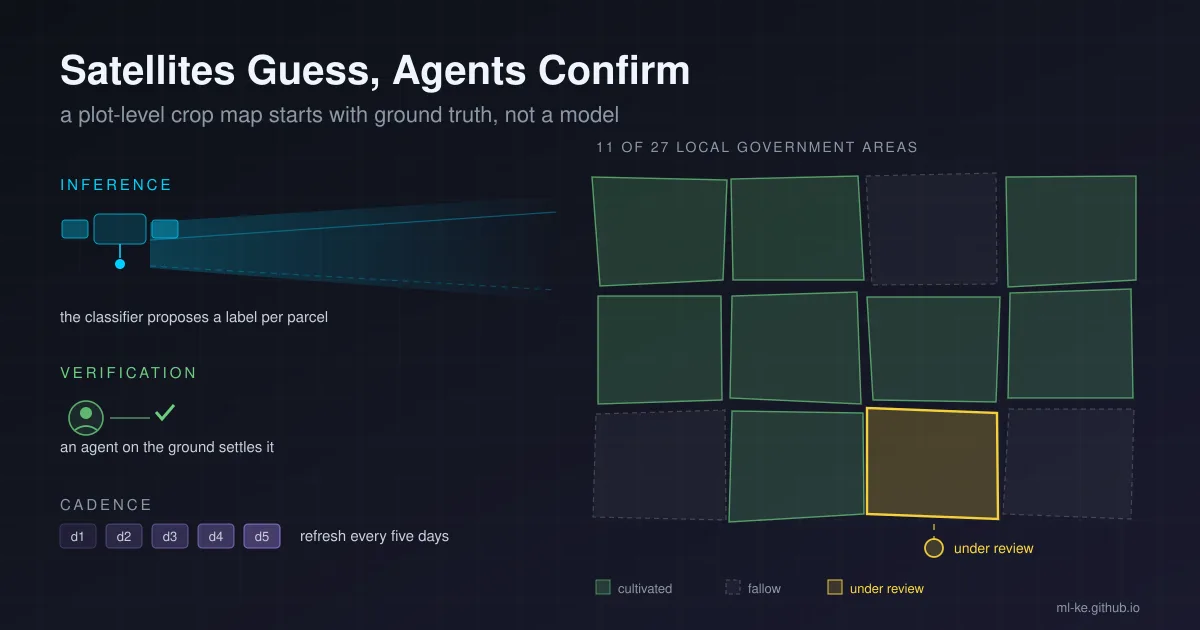 Satellites Guess, Agents Confirm
a plot-level crop map starts with ground truth, not a model
11 OF 27 LOCAL GOVERNMENT AREAS
INFERENCE
the classifier proposes a label per parcel
VERIFICATION
an agent on the ground settles it
CADENCE
d1 d2 d3 d4 d5 refresh every five days
under review
cultivated fallow under review
ml-ke.github.io